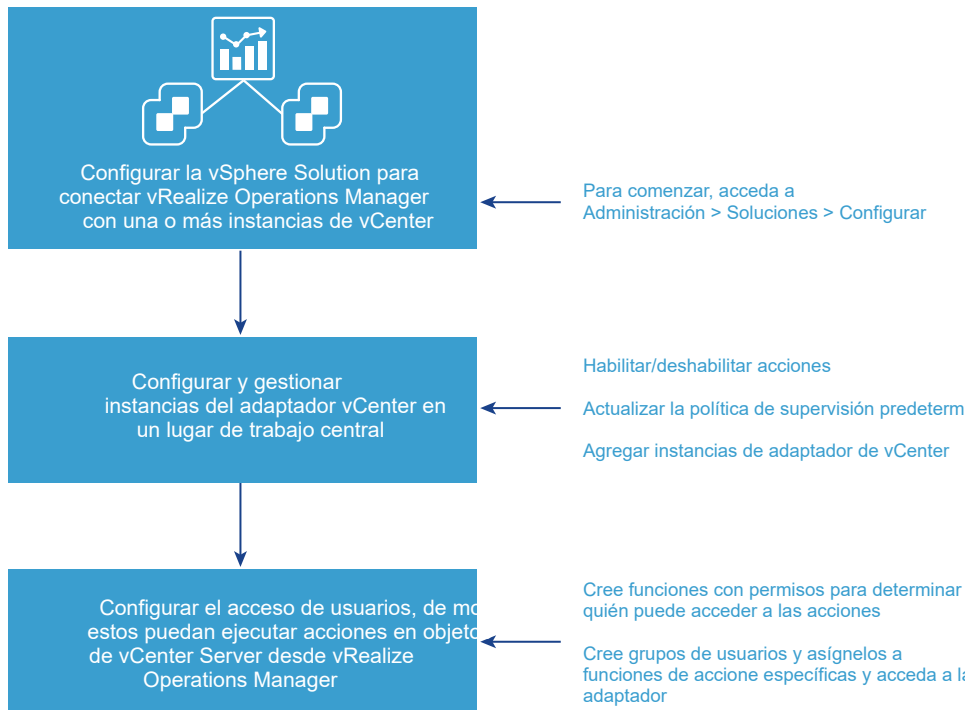 Configurar la vSphere Solution para
conectar vRealize Operations Manager
con una o más instancias de vCenter
Para comenzar, acceda a
Administración > Soluciones > Configurar
Configurar y gestionar
instancias del adaptador vCenter en
un lugar de trabajo central
Habilitar/deshabilitar acciones
Actualizar la política de supervisión
Agregar instancias de adaptador de vCenter
Configurar el acceso de usuarios, de
estos puedan ejecutar acciones en
de vCenter Server desde vRealize
Operations Manager
Cree funciones con permisos para determinar
quién puede acceder a las acciones
Cree grupos de usuarios y asígnelos a
funciones de accione específicas y acceda a
adaptador